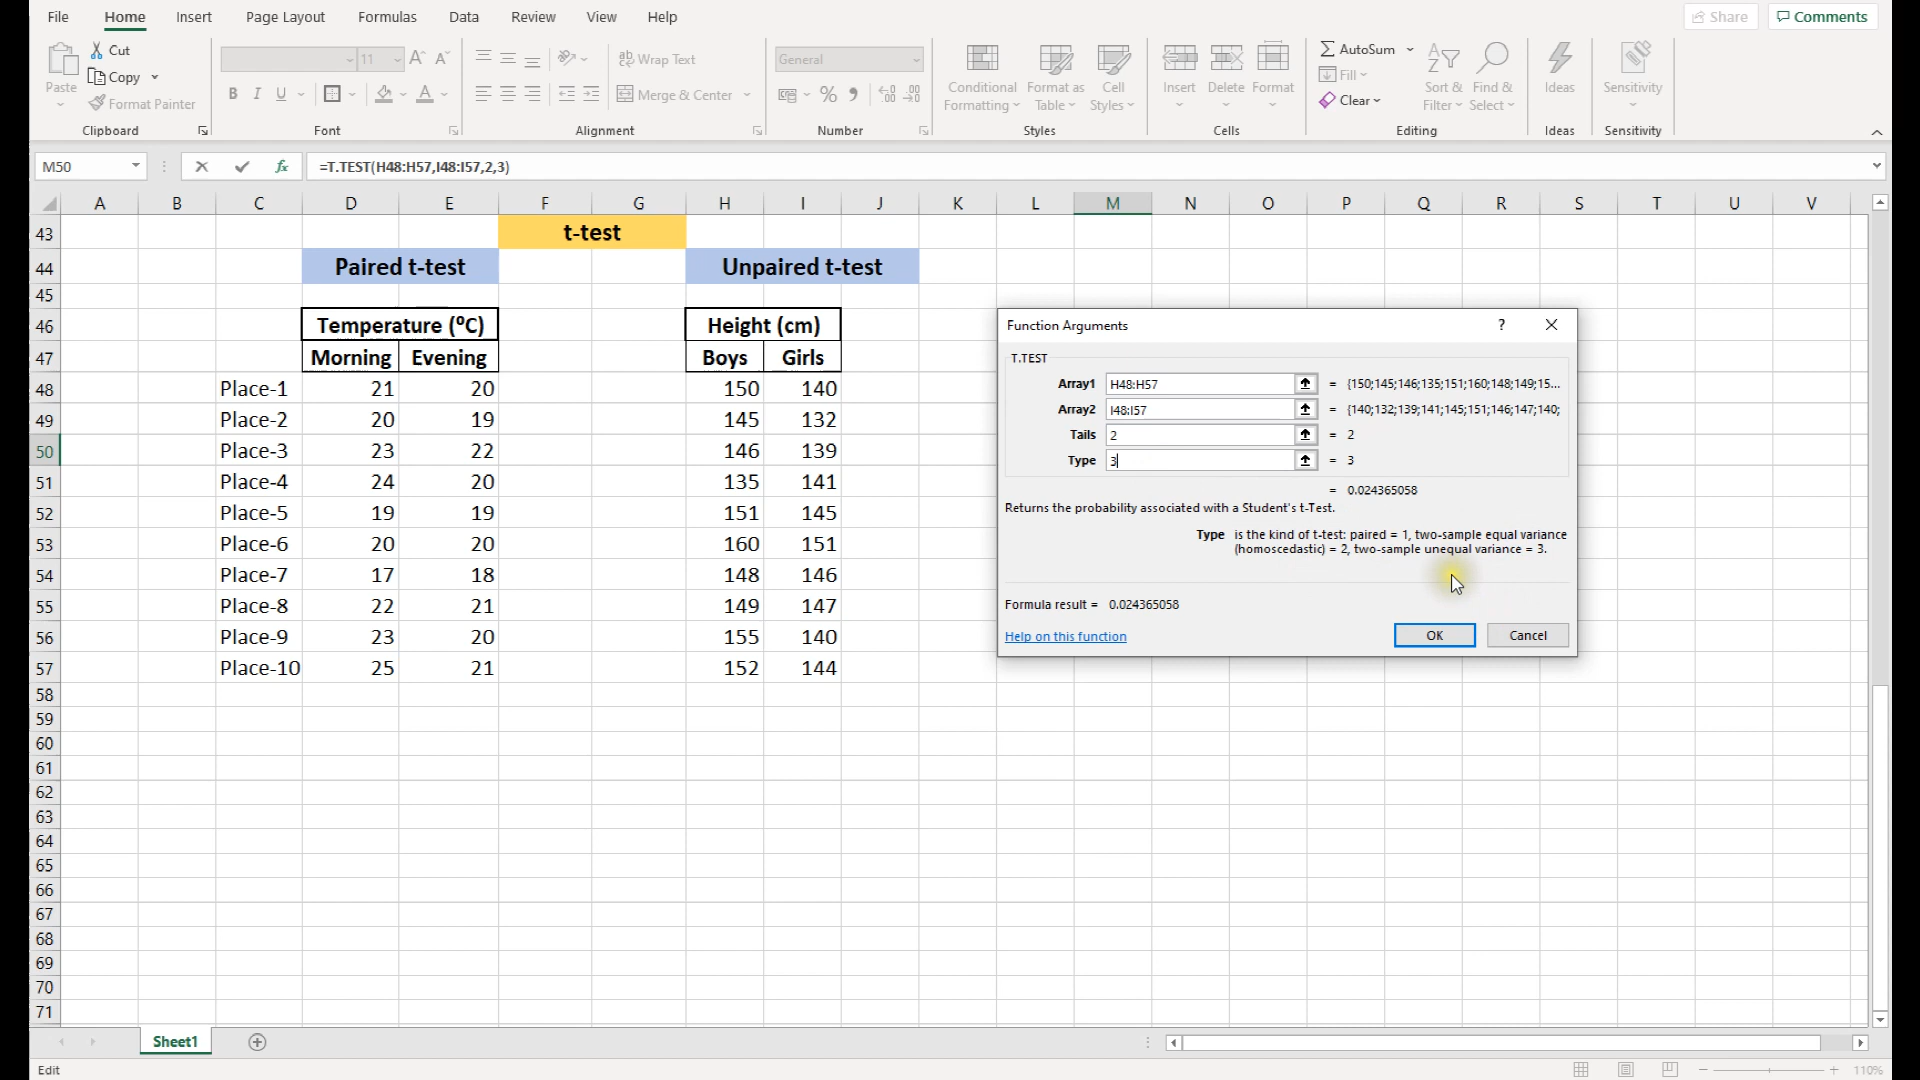 File Home Insert Page Layout Formulas Data Review View Help Share Comments
Cut
Copy
Paste
Format Painter
Clipboard
11
Font
Wrap Text
Merge & Center
Alignment
General
Number
Conditional Formatting
Format as Table
Cell Styles
Styles
Insert Delete Format
Cells
AutoSum
Fill
Clear
Sort & Filter
Find & Select
Editing
Ideas
Ideas
Sensitivity
Sensitivity
M50 fx =T.TEST(H48:H57,I48:I57,2,3)
A B C D E F G H I J K L M N O P Q R S T U V
43 t-test
44 Paired t-test Unpaired t-test
45
46 Temperature (⁰C) Height (cm)
47 Morning Evening Boys Girls
48 Place-1 21 20 150 140
49 Place-2 20 19 145 132
50 Place-3 23 22 146 139
51 Place-4 24 20 135 141
52 Place-5 19 19 151 145
53 Place-6 20 20 160 151
54 Place-7 17 18 148 146
55 Place-8 22 21 149 147
56 Place-9 23 20 155 140
57 Place-10 25 21 152 144
58
59
60
61
62
63
64
65
66
67
68
69
70
71
Function Arguments ?
T.TEST
Array1 H48:H57 = {150;145;146;135;151;160;148;149;15...
Array2 I48:I57 = {140;132;139;141;145;151;146;147;140;
Tails 2 = 2
Type 3 = 3
= 0.024365058
Returns the probability associated with a Student's t-Test.
Type is the kind of t-test: paired = 1, two-sample equal variance
(homoscedastic) = 2, two-sample unequal variance = 3.
Formula result = 0.024365058
Help on this function OK Cancel
Sheet1
Edit 110%